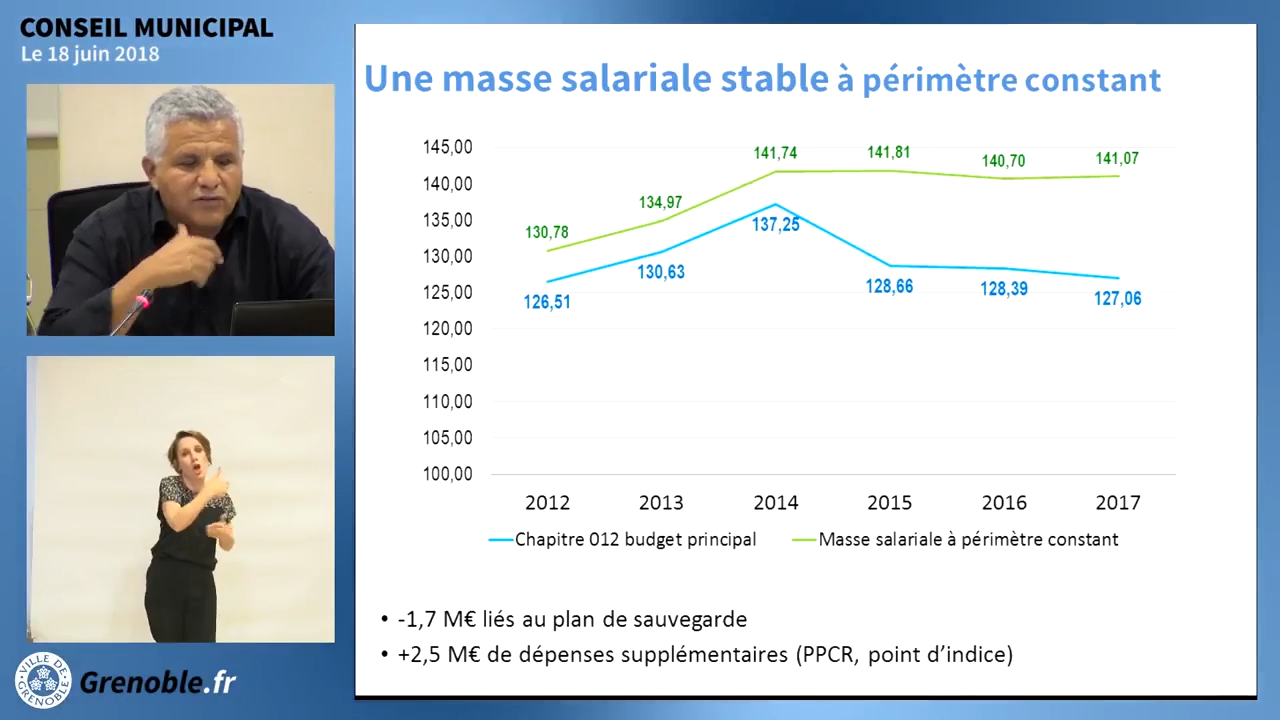 CONSEIL MUNICIPAL
Le 18 juin 2018
Une masse salariale stable à périmètre constant
145,00
140,00
135,00
130,00
125,00
120,00
115,00
110,00
105,00
100,00
130,78
134,97
141,74
141,81
140,70
141,07
126,51
130,63
137,25
128,66
128,39
127,06
2012 2013 2014 2015 2016 2017
Chapitre 012 budget principal Masse salariale à périmètre constant
• -1,7 M€ liés au plan de sauvegarde
• +2,5 M€ de dépenses supplémentaires (PPCR, point d’indice)
VILLE DE GRENOBLE
Grenoble.fr